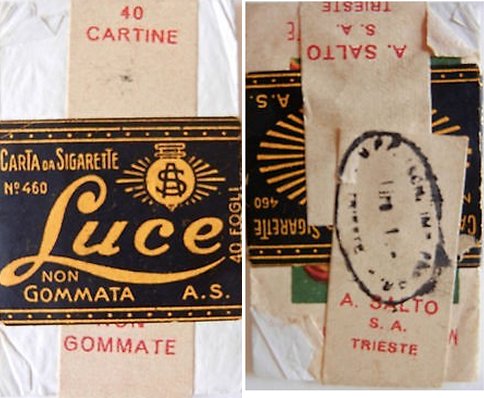 40
CARTINE
CARTA DA SIGARETTE
Nº 460
AS
Luce
NON
GOMMATA A.S.
40 FOGLI
NON
GOMMATE
TRIESTE
S. A.
A. SALTO
A.S.
460
SIGARETTE
A. SALTO
S. A.
TRIESTE